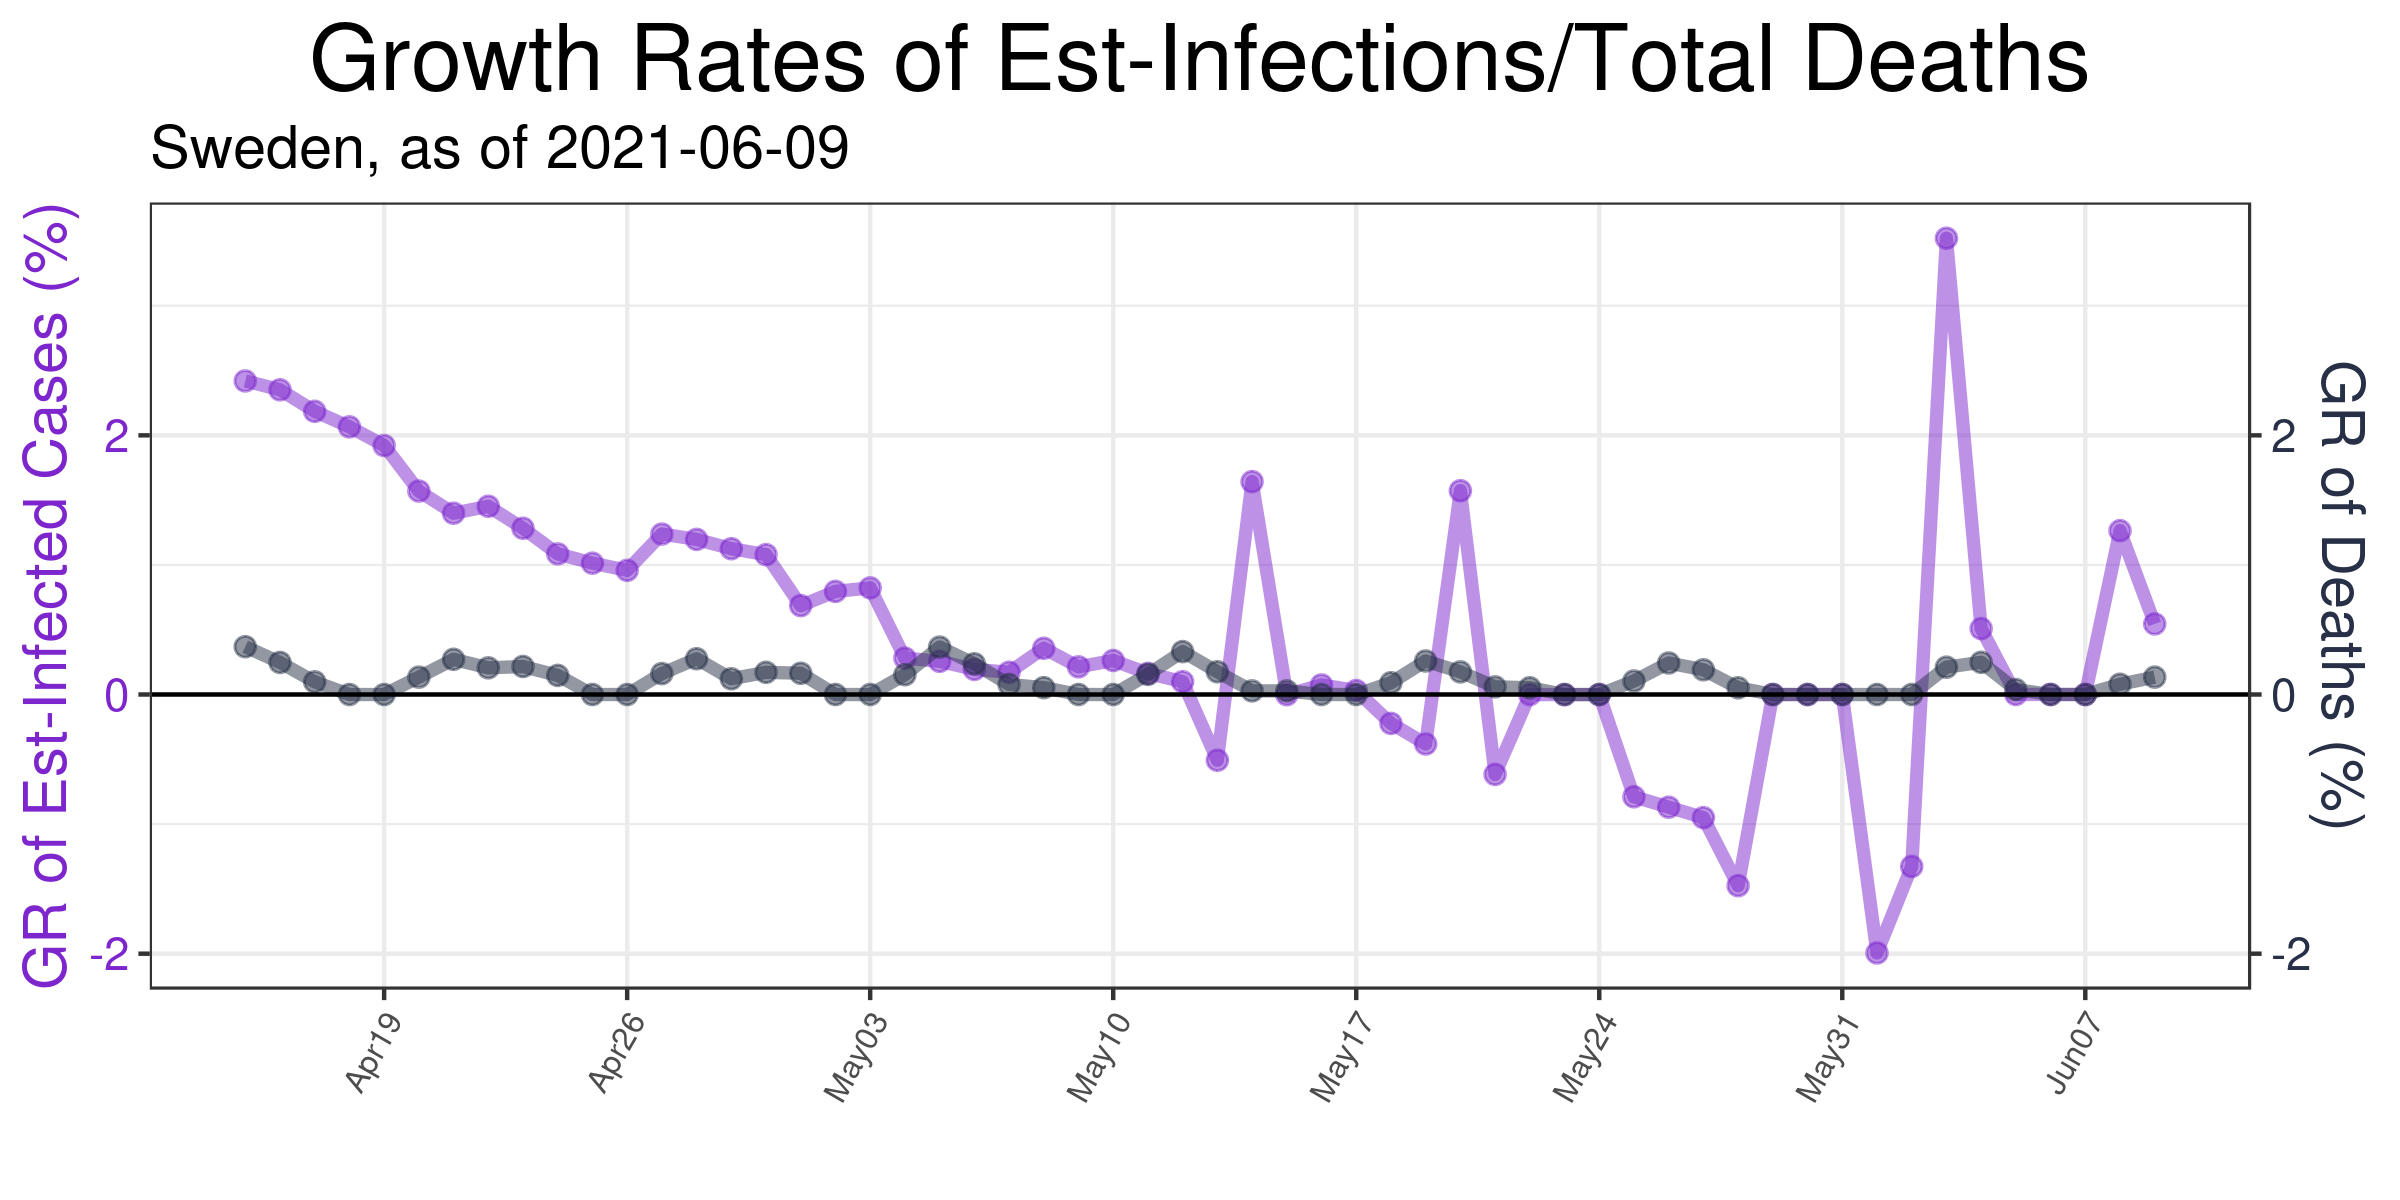 Growth Rates of Est-Infections/Total Deaths
Sweden, as of 2021-06-09
GR of Est-Infected Cases (%)
2
0
-2
2
0
-2
GR of Deaths (%)
Apr19
Apr26
May03
May10
May17
May24
May31
Jun07